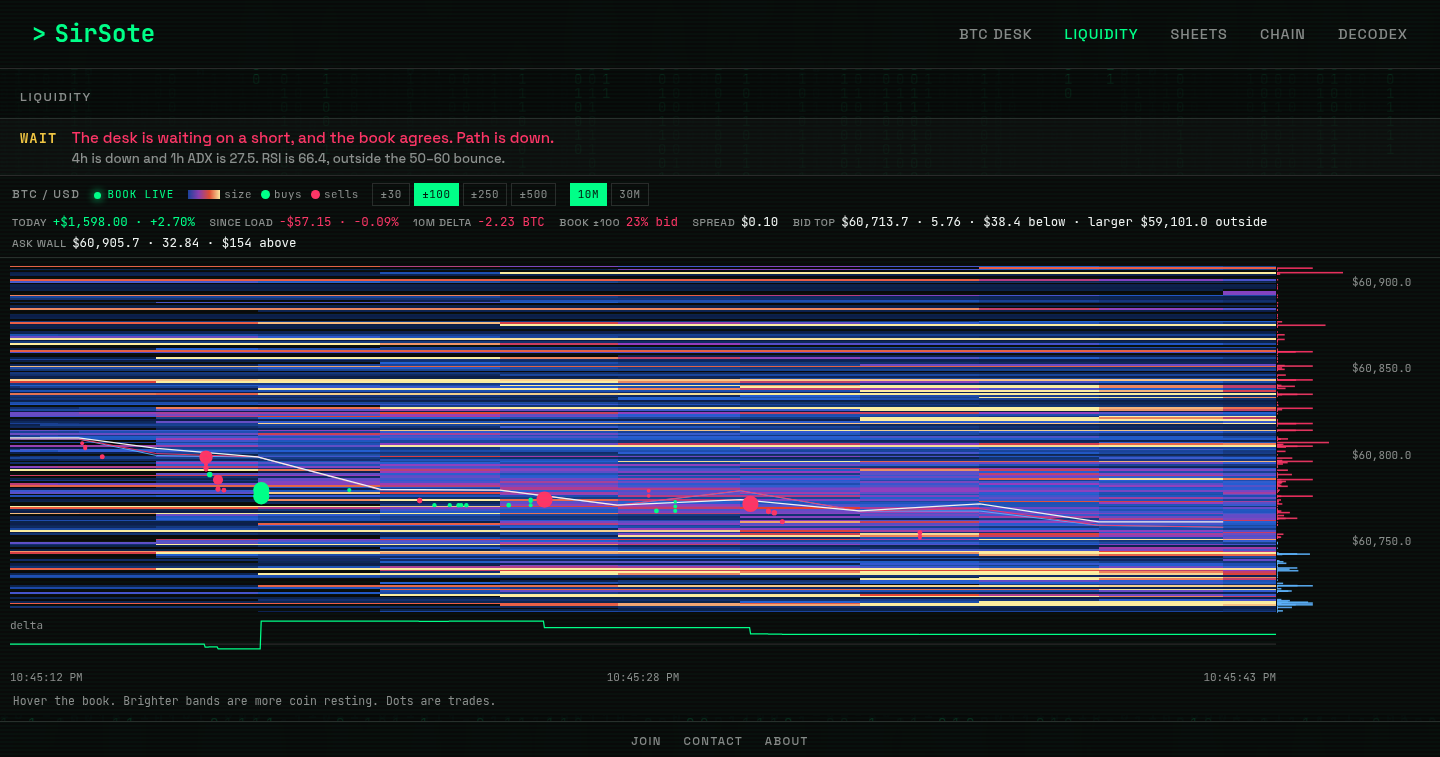 > SirSote
BTC DESK LIQUIDITY SHEETS CHAIN DECODEX
LIQUIDITY
WAIT The desk is waiting on a short, and the book agrees. Path is down.
4h is down and 1h ADX is 27.5. RSI is 66.4, outside the 50–60 bounce.
BTC / USD BOOK LIVE size buys sells ±30 ±100 ±250 ±500 10M 30M
TODAY +$1,598.00 · +2.70% SINCE LOAD -$57.15 · -0.09% 10M DELTA -2.23 BTC BOOK ±100 23% bid SPREAD $0.10 BID TOP $60,713.7 · 5.76 · $38.4 below · larger $59,101.0 outside
ASK WALL $60,905.7 · 32.84 · $154 above
$60,900.0
$60,850.0
$60,800.0
$60,750.0
delta
10:45:12 PM 10:45:28 PM 10:45:43 PM
Hover the book. Brighter bands are more coin resting. Dots are trades.
JOIN CONTACT ABOUT